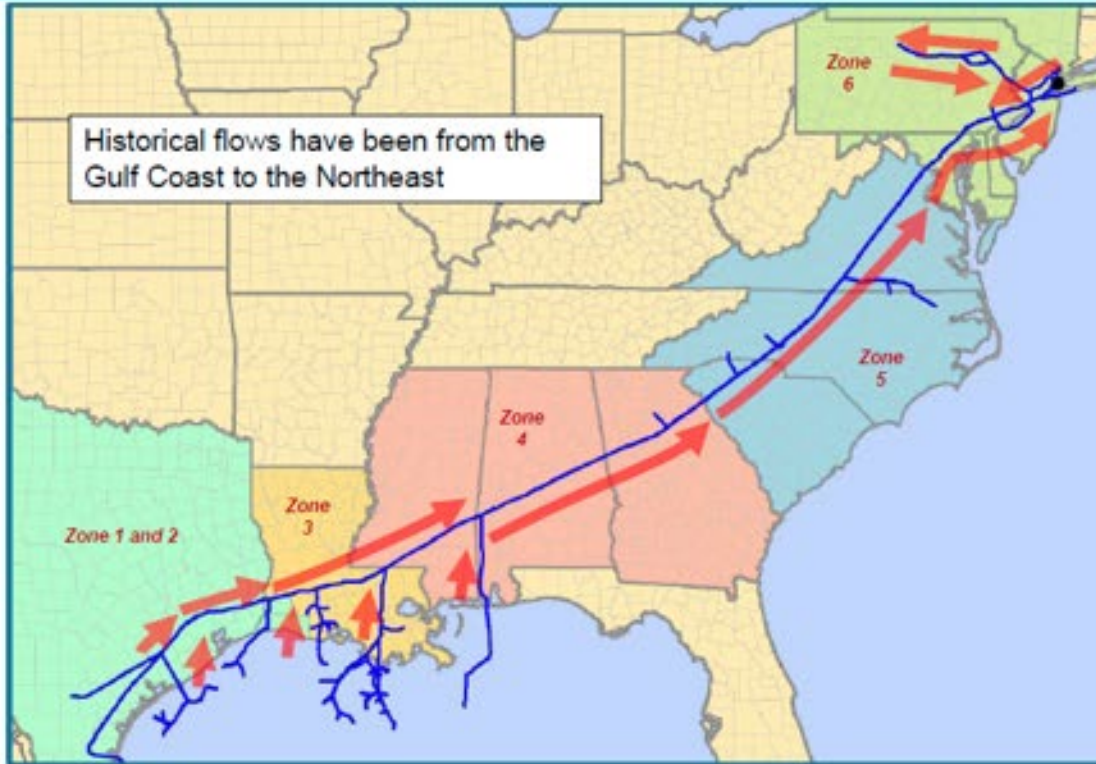 Historical flows have been from the
Gulf Coast to the Northeast
Zone
6
Zone
5
Zone
4
Zone
3
Zone 1 and 2